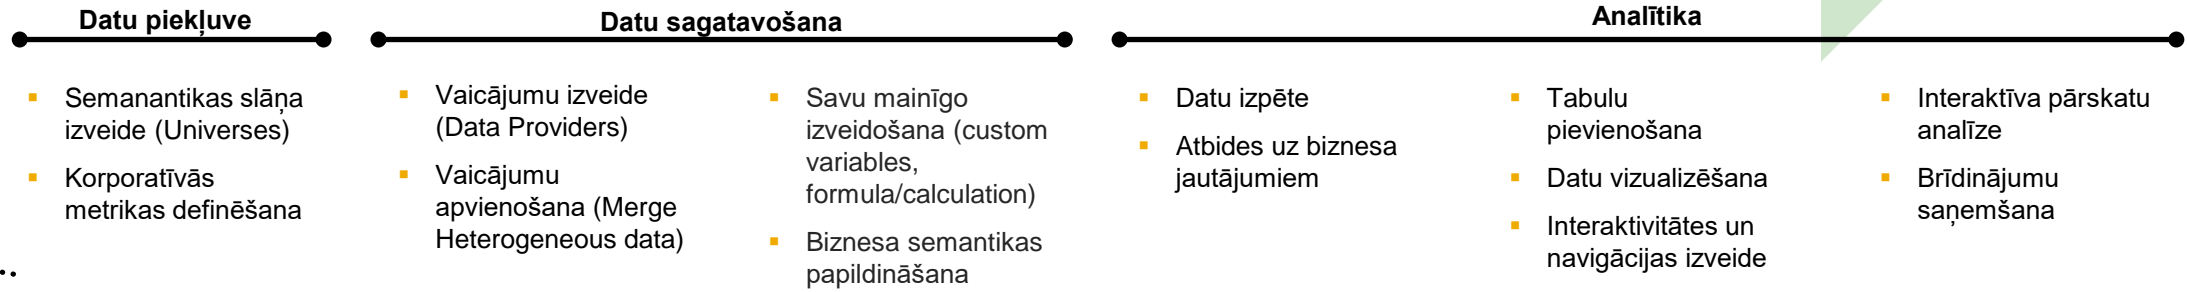 Datu piekļuve
Semanantikas slāņa
izveide (Universes)
Korporatīvās
metrikas definēšana
Datu sagatavošana
Vaicājumu izveide
(Data Providers)
Vaicājumu
apvienošana (Merge
Heterogeneous data)
Savu mainīgo
izveidošana (custom
variables,
formula/calculation)
Biznesa semantikas
papildināšana
Analītika
Datu izpēte
Atbides uz biznesa
jautājumiem
Tabulu
pievienošana
Datu vizualizēšana
Interaktivitātes un
navigācijas izveide
Interaktīva pārskatu
analīze
Brīdinājumu
saņemšana